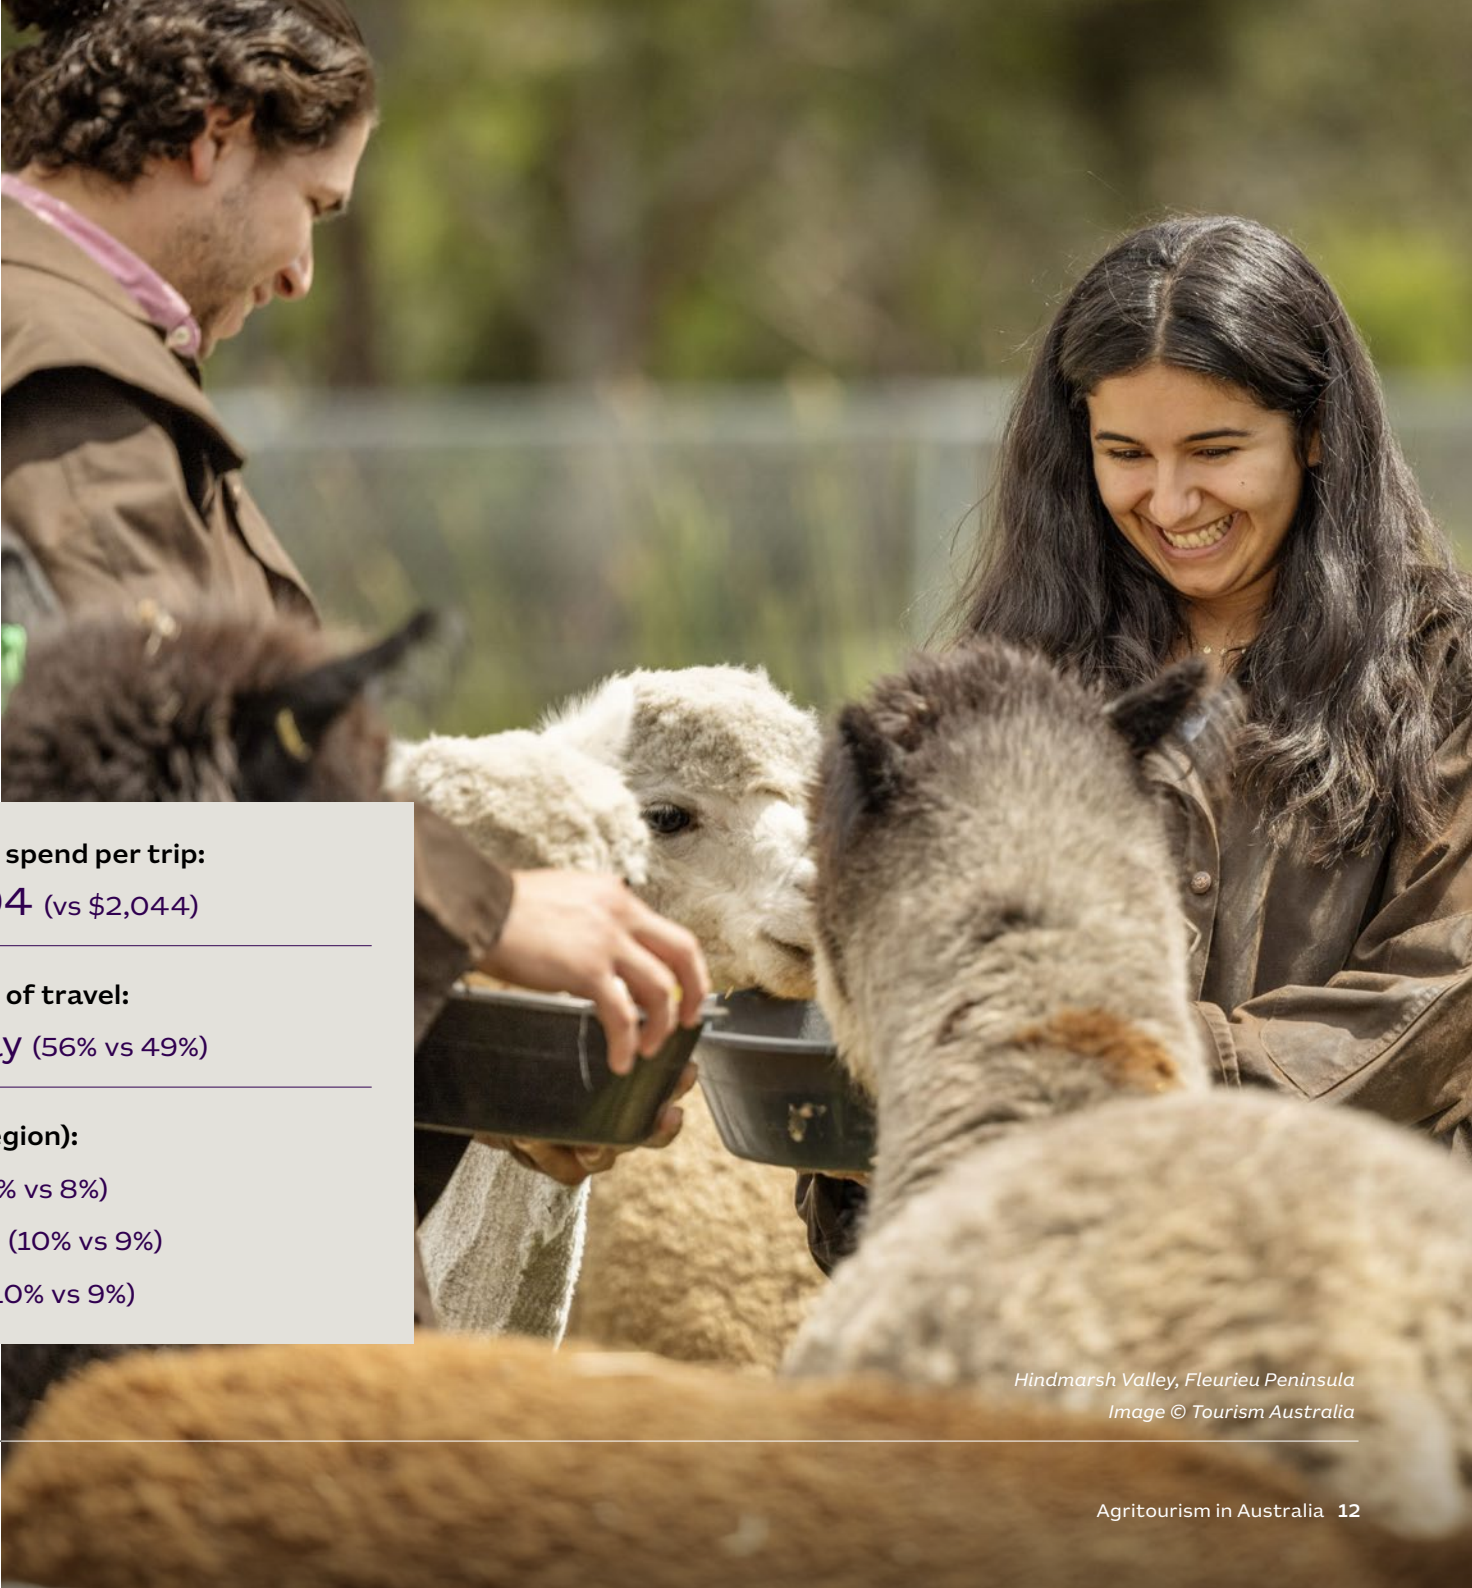 spend per trip:
4 (vs $2,044)
of travel:
y (56% vs 49%)
gion):
% vs 8%)
(10% vs 9%)
0% vs 9%)
Hindmarsh Valley, Fleurieu Peninsula
Image © Tourism Australia
Agritourism in Australia 12